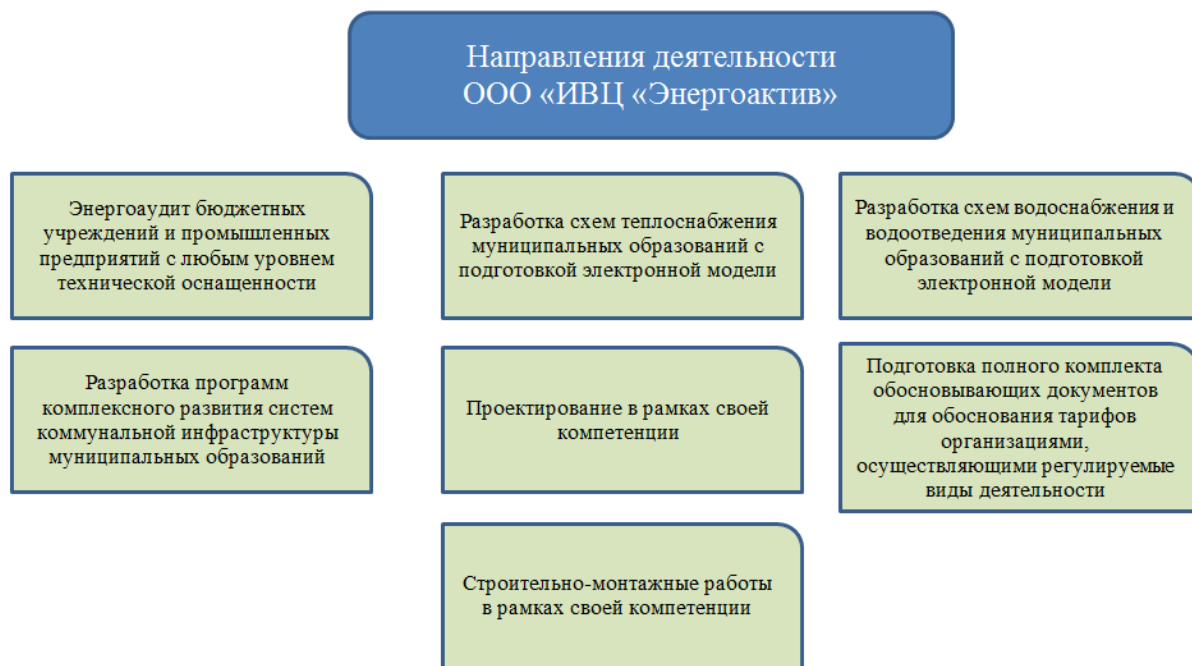 Направления деятельности
ООО «ИВЦ «Энергоактив»
Энергоаудит бюджетных
учреждений и промышленных
предприятий с любым уровнем
технической оснащенности
Разработка схем теплоснабжения
муниципальных образований с
подготовкой электронной модели
Разработка схем водоснабжения и
водоотведения муниципальных
образований с подготовкой
электронной модели
Разработка программ
комплексного развития систем
коммунальной инфраструктуры
муниципальных образований
Проектирование в рамках своей
компетенции
Подготовка полного комплекта
обосновывающих документов
для обоснования тарифов
организациями,
осуществляющими регулируемые
виды деятельности
Строительно-монтажные работы
в рамках своей компетенции